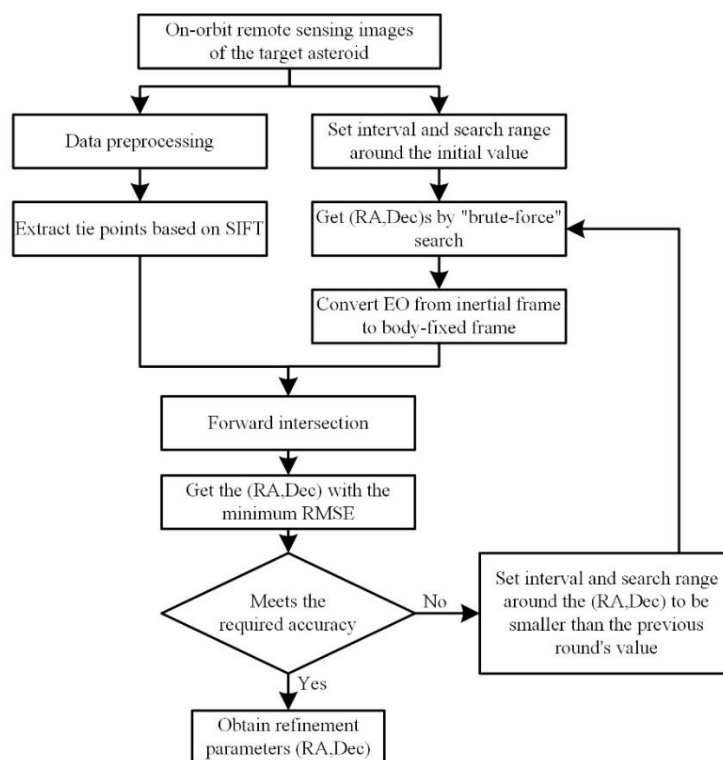 On-orbit remote sensing images
of the target asteroid
Data preprocessing
Set interval and search range
around the initial value
Extract tie points based on SIFT
Get (RA,Dec)s by "brute-force"
search
Convert EO from inertial frame
to body-fixed frame
Forward intersection
Get the (RA,Dec) with the
minimum RMSE
Meets the
required accuracy
No
Set interval and search range
around the (RA,Dec) to be
smaller than the previous
round's value
Yes
Obtain refinement
parameters (RA,Dec)